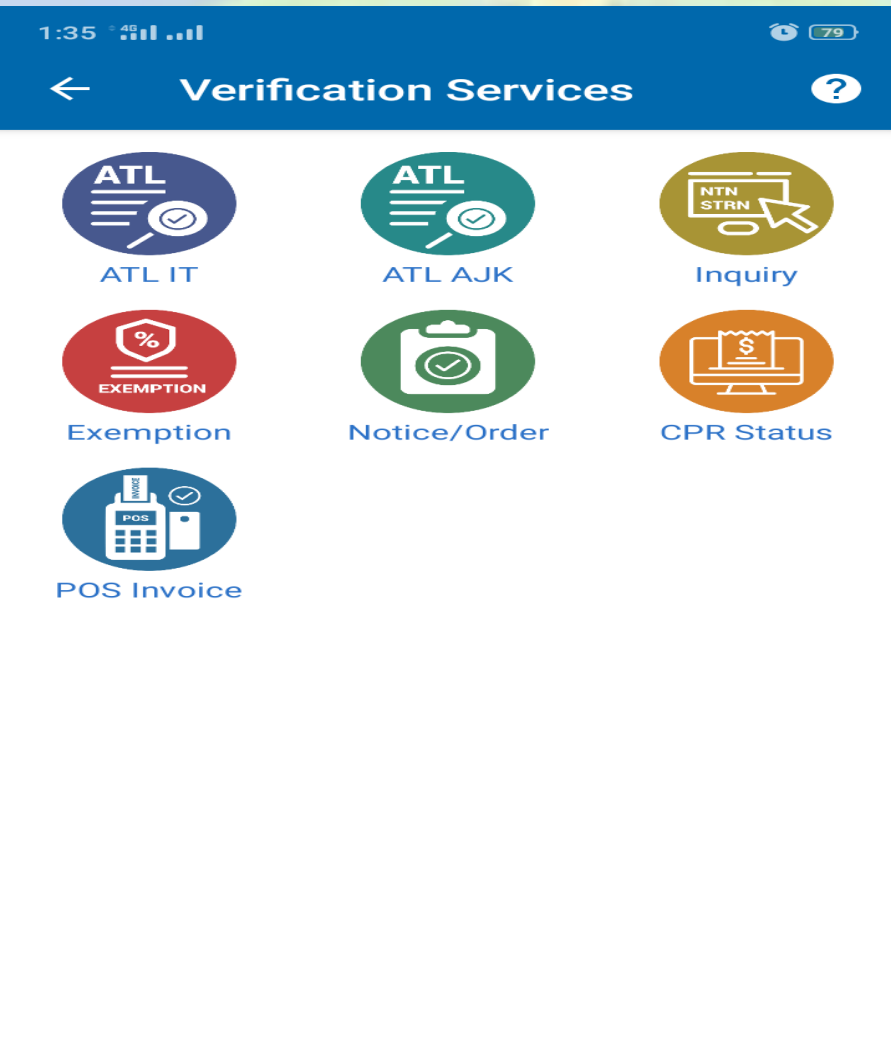 1:35 4G 79
Verification Services ?
ATL ATL NTN
STRN
ATL IT ATL AJK Inquiry
% $
EXEMPTION
Exemption Notice/Order CPR Status
INVOICE
POS
POS Invoice